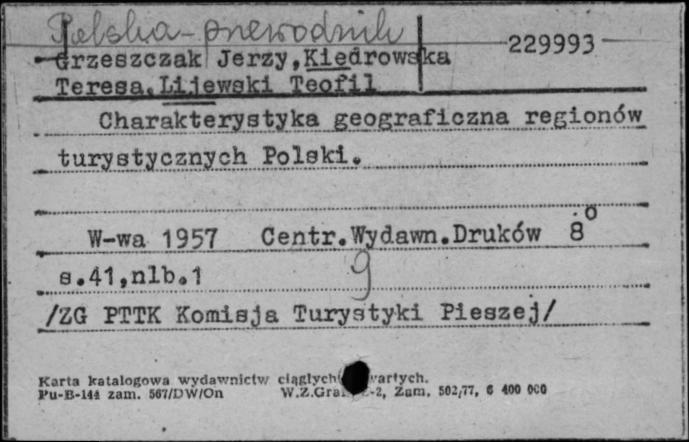 Polska - przewodnik
229993
Grzeszczak Jerzy, Kiedrowska
Teresa, Lijewski Teofil
Charakterystyka geograficzna regionów
turystycznych Polski.
W-wa 1957 Centr.Wydawn.Druków 8°
s.41,nlb.1
9
/ZG PTTK Komisja Turystyki Pieszej/
Karta katalogowa wydawnictw ciągłych
Pu-B-144 zam. 567/DW/On W.Z.Graf. Zam. 502/77, 6 400 000